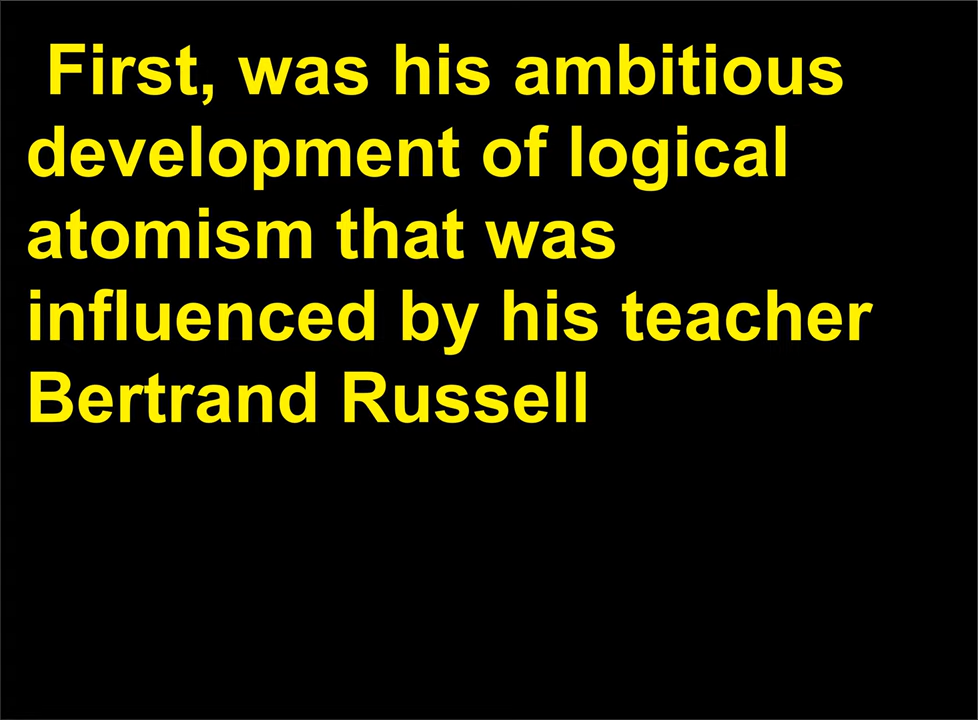 First, was his ambitious
development of logical
atomism that was
influenced by his teacher
Bertrand Russell